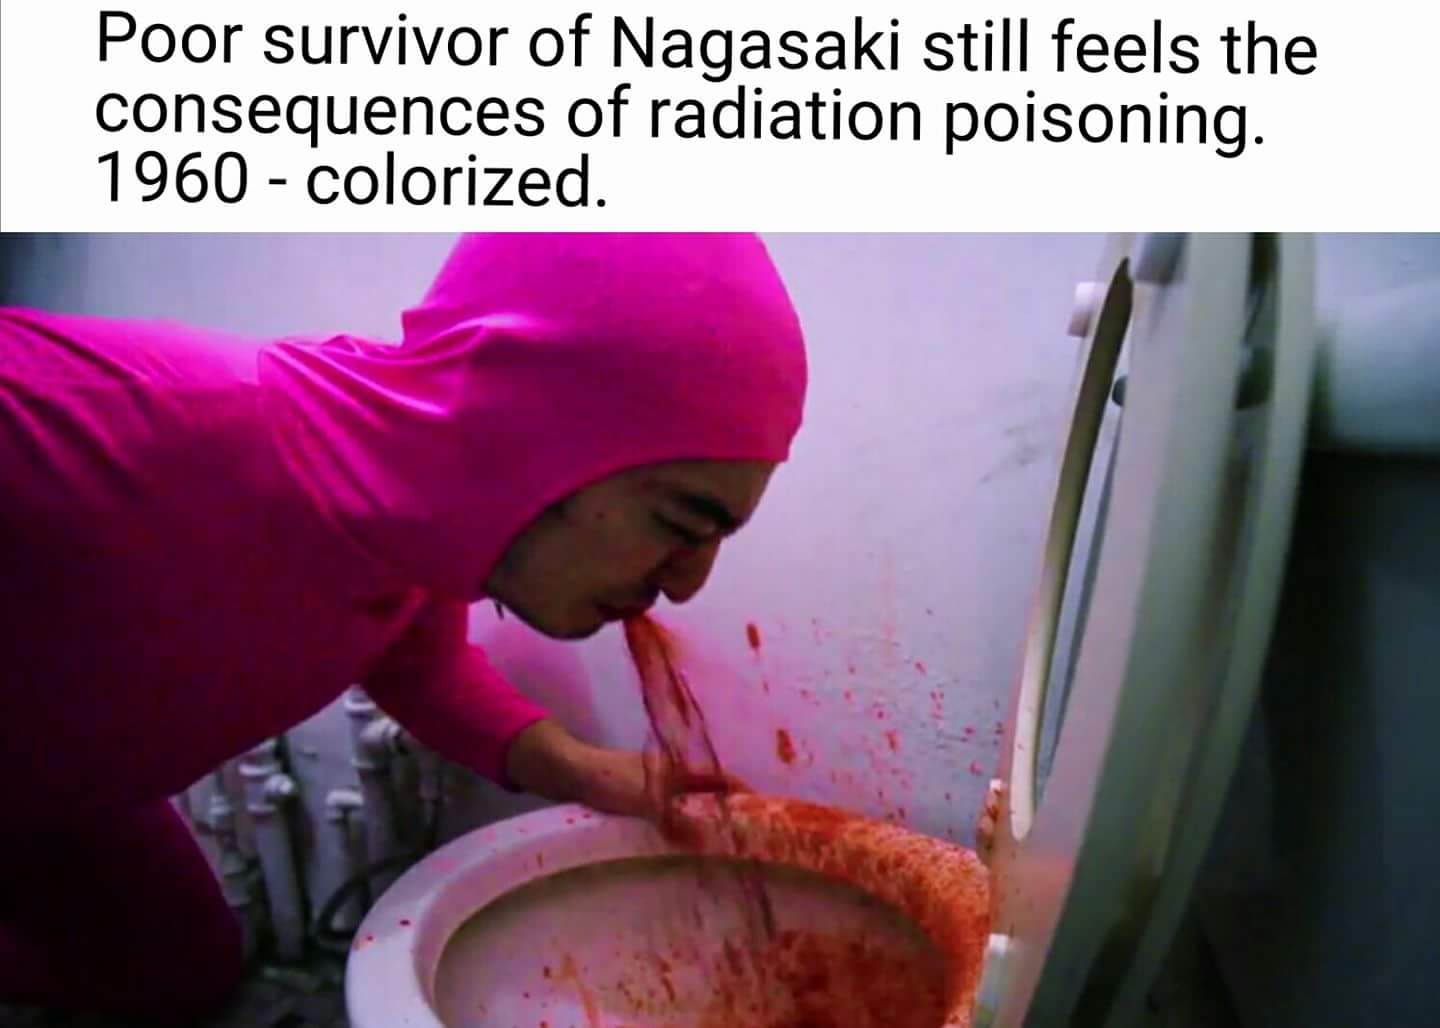 Poor survivor of Nagasaki still feels the
consequences of radiation poisoning.
1960 - colorized.